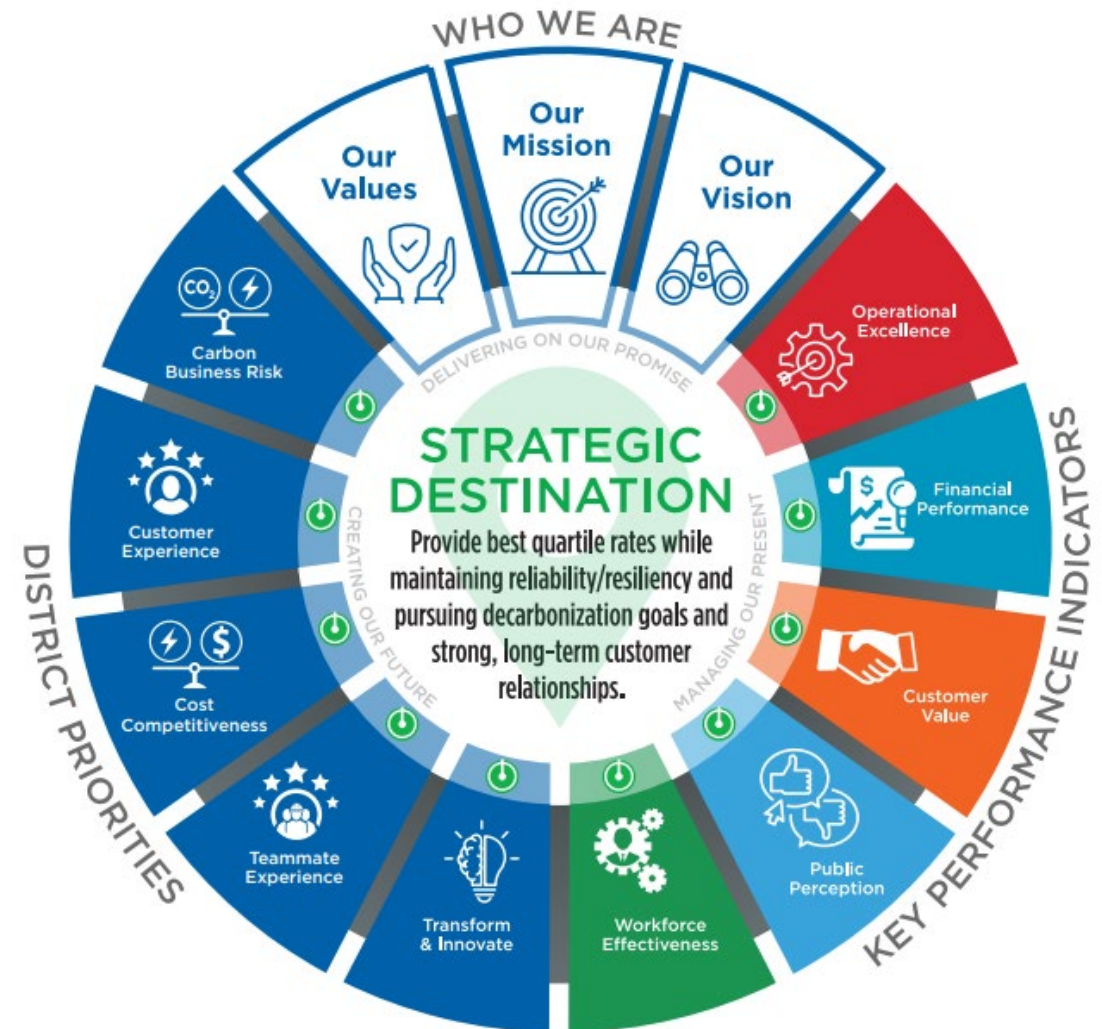 WHO WE ARE
Our
Values
Our
Mission
Our
Vision
DELIVERING ON OUR PROMISE
STRATEGIC
DESTINATION
Provide best quartile rates while
maintaining reliability/resiliency and
pursuing decarbonization goals and
strong, long-term customer
relationships.
CREATING OUR FUTURE
MANAGING OUR PRESENT
DISTRICT PRIORITIES
CO₂
Carbon
Business Risk
Customer
Experience
$
Cost
Competitiveness
Teammate
Experience
Transform
& Innovate
KEY PERFORMANCE INDICATORS
Operational
Excellence
$
Financial
Performance
Customer
Value
Public
Perception
Workforce
Effectiveness